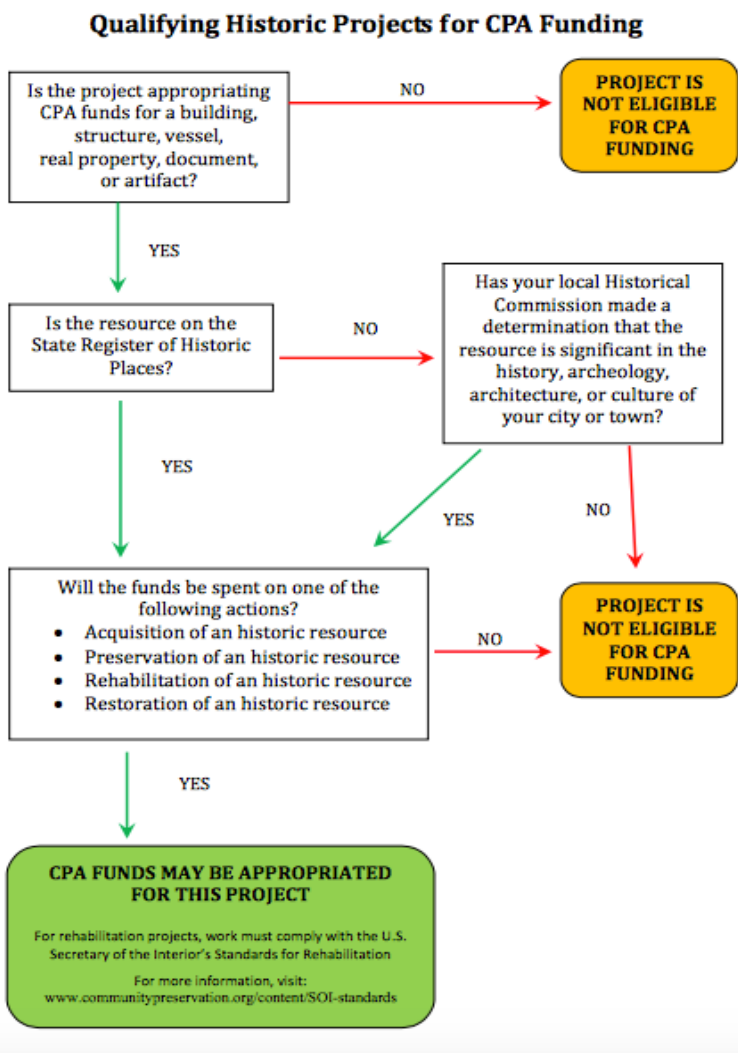 Qualifying Historic Projects for CPA Funding
Is the project appropriating
CPA funds for a building,
structure, vessel,
real property, document,
or artifact?
NO
PROJECT IS
NOT ELIGIBLE
FOR CPA
FUNDING
YES
Is the resource on the
State Register of Historic
Places?
NO
Has your local Historical
Commission made a
determination that the
resource is significant in the
history, archeology,
architecture, or culture of
your city or town?
YES
YES
NO
Will the funds be spent on one of the
following actions?
• Acquisition of an historic resource
• Preservation of an historic resource
• Rehabilitation of an historic resource
• Restoration of an historic resource
NO
PROJECT IS
NOT ELIGIBLE
FOR CPA
FUNDING
YES
CPA FUNDS MAY BE APPROPRIATED
FOR THIS PROJECT
For rehabilitation projects, work must comply with the U.S.
Secretary of the Interior's Standards for Rehabilitation
For more information, visit:
www.communitypreservation.org/content/SOI-standards